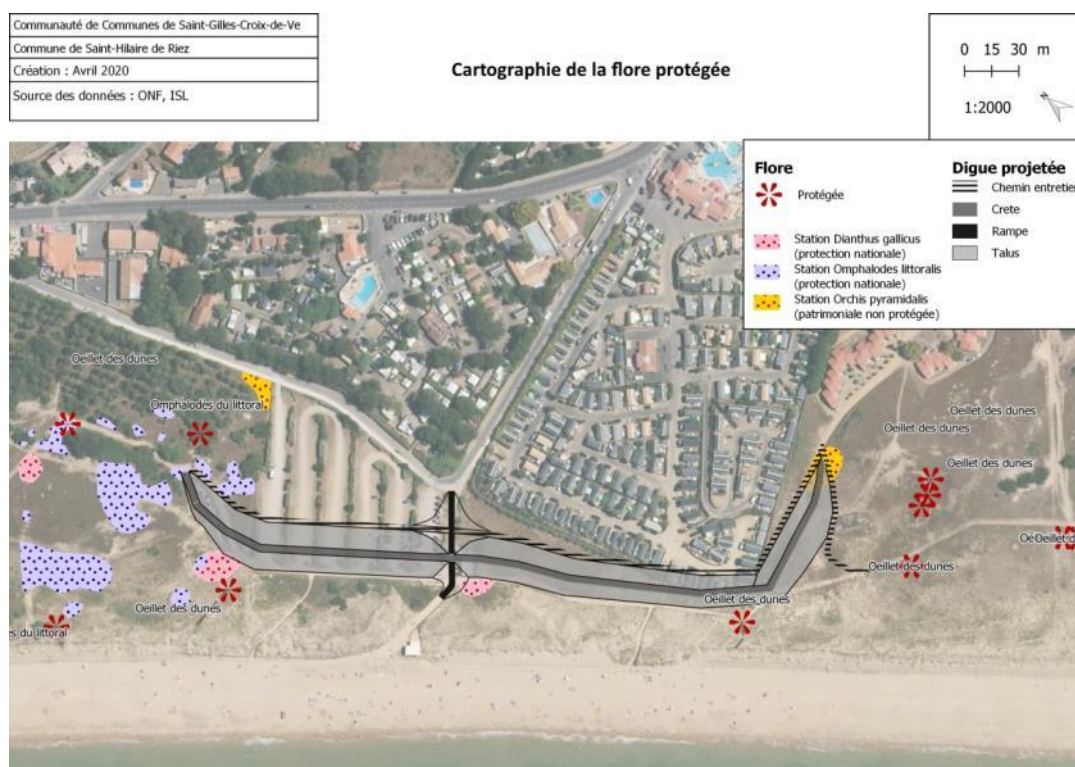 Communauté de Communes de Saint-Gilles-Croix-de-Ve
Commune de Saint-Hilaire de Riez
Création : Avril 2020
Source des données : ONF, ISL
Cartographie de la flore protégée
0 15 30 m
1:2000
Flore
Protégée
Station Dianthus gallicus
(protection nationale)
Station Omphalodes littoralis
(protection nationale)
Station Orchis pyramidalis
(patrimoniale non protégée)
Digue projetée
Chemin entretier
Crete
Rampe
Talus
Oeillet des dunes
Omphalodes du littoral
Oeillet des dunes
Oeillet des dunes
Oeillet des dunes
Oeillet d
Oeillet des dunes
Oeillet des dunes
Oeillet des dunes
es du littoral